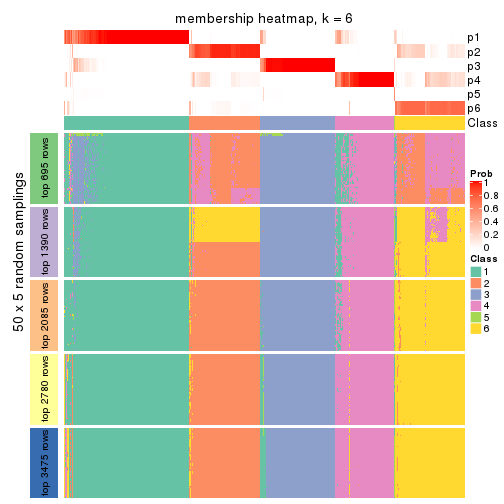 membership heatmap, k = 6
p1
p2
p3
p4
p5
p6
Class
50 x 5 random samplings
top 695 rows
top 1390 rows
top 2085 rows
top 2780 rows
top 3475 rows
Prob
1
0.8
0.6
0.4
0.2
0
Class
1
2
3
4
5
6